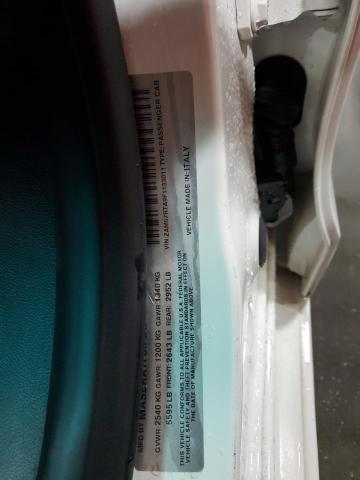 MFD BY MASERATI
GVWR: 2540 KG GAWR: 1200 KG GAWR: 1340 KG
5595 LB FRONT: 2643 LB REAR: 2952 LB
THIS VEHICLE CONFORMS TO ALL APPLICABLE U.S.A. FEDERAL MOTOR
VEHICLE SAFETY AND THEFT PREVENTION STANDARDS IN EFFECT ON
THE DATE OF MANUFACTURE SHOWN ABOVE.
VIN: TYPE: PASSENGER CAR
VEHICLE MADE IN: ITALY